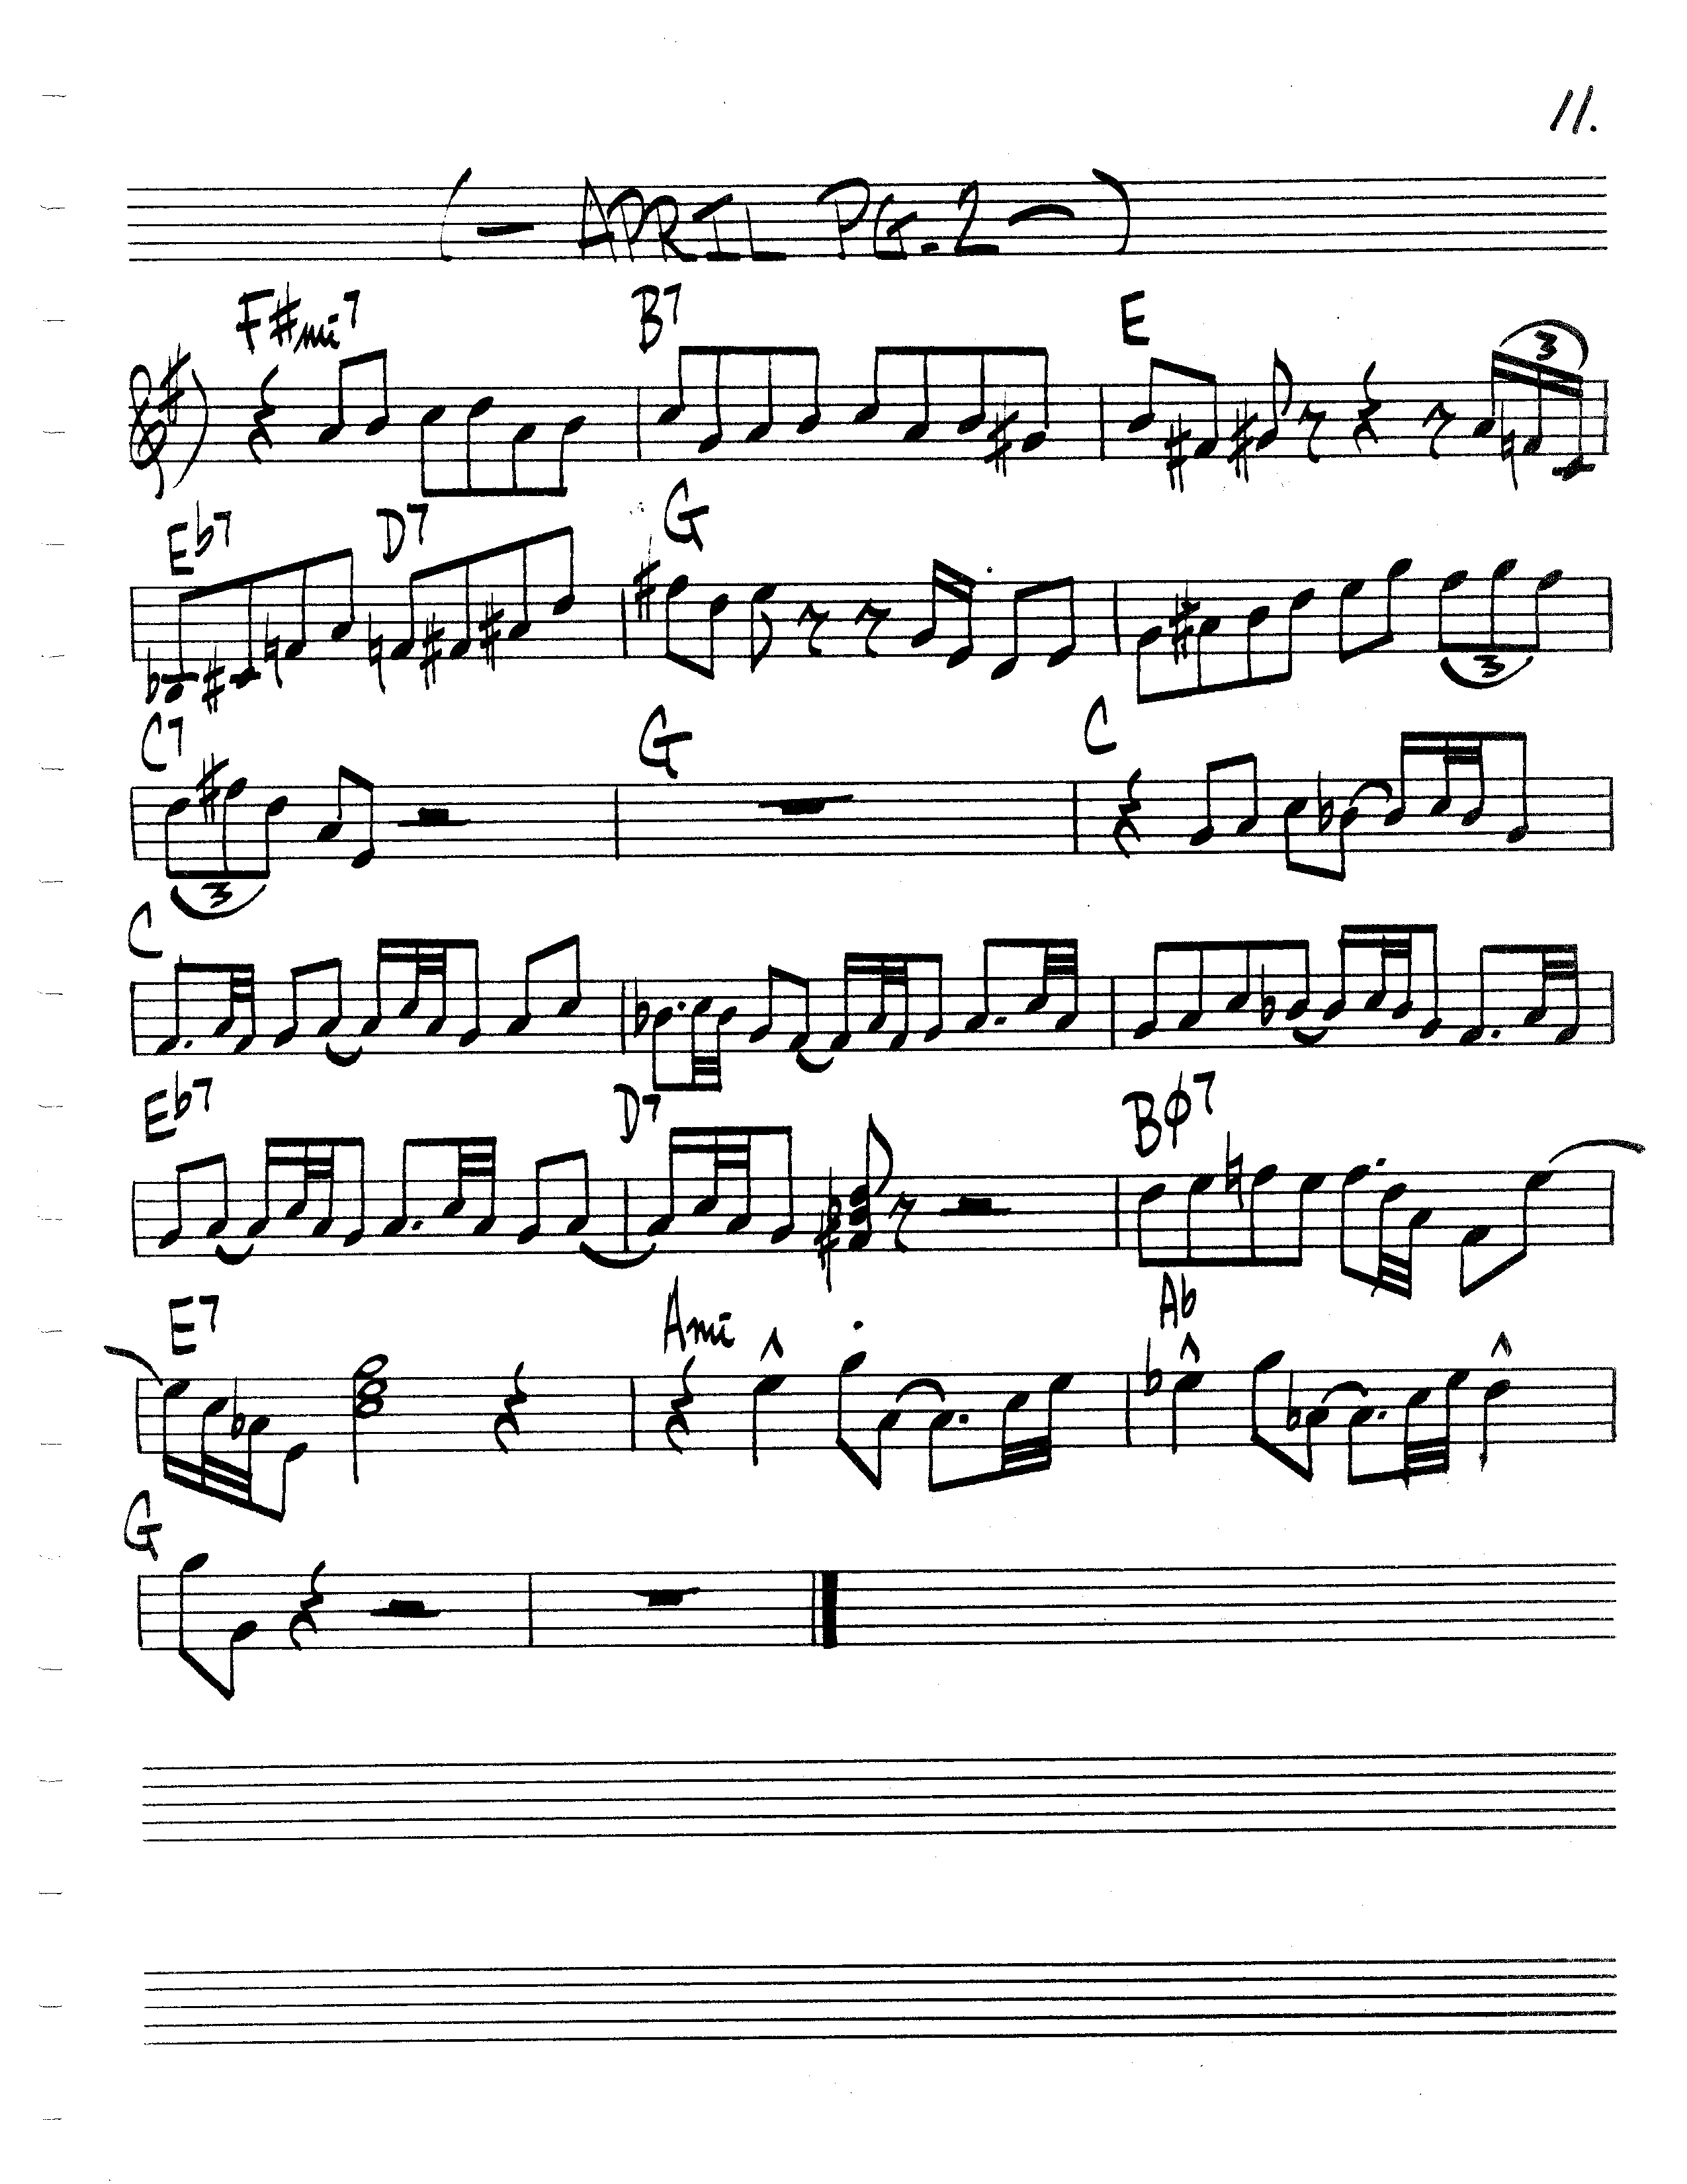 11.
(- APRIL PG.2 -)
F#mi7 B7 E
3
Eb7 D7 G
3
C7 G C
3
C
Eb7 D7 Bø7
E7 Ami Ab
G